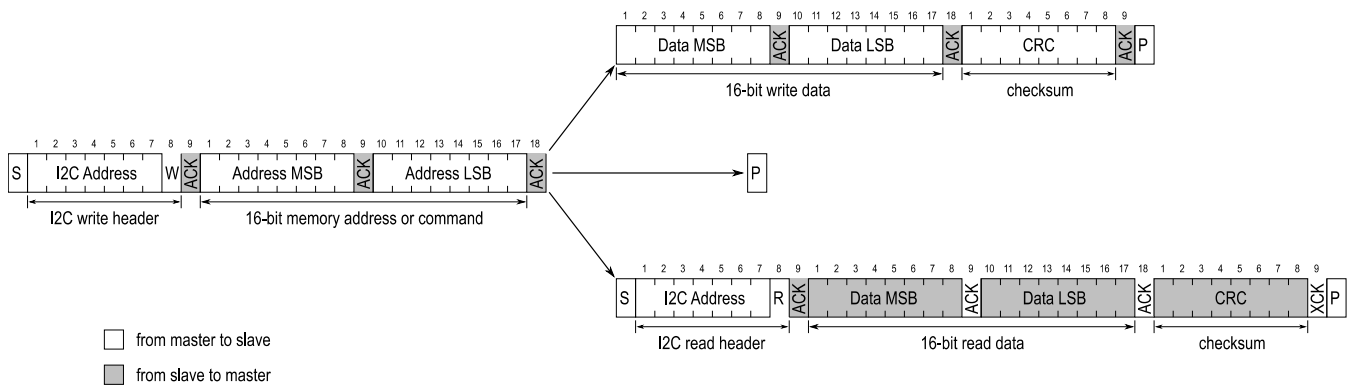 1 2 3 4 5 6 7 8 9 10 11 12 13 14 15 16 17 18 1 2 3 4 5 6 7 8 9
Data MSB ACK Data LSB ACK CRC ACK P
16-bit write data checksum
1 2 3 4 5 6 7 8 9 1 2 3 4 5 6 7 8 9 10 11 12 13 14 15 16 17 18
S I2C Address W ACK Address MSB ACK Address LSB ACK P
I2C write header 16-bit memory address or command
1 2 3 4 5 6 7 8 9 1 2 3 4 5 6 7 8 9 10 11 12 13 14 15 16 17 18 1 2 3 4 5 6 7 8 9
S I2C Address R ACK Data MSB ACK Data LSB ACK CRC XCK P
I2C read header 16-bit read data checksum
from master to slave
from slave to master